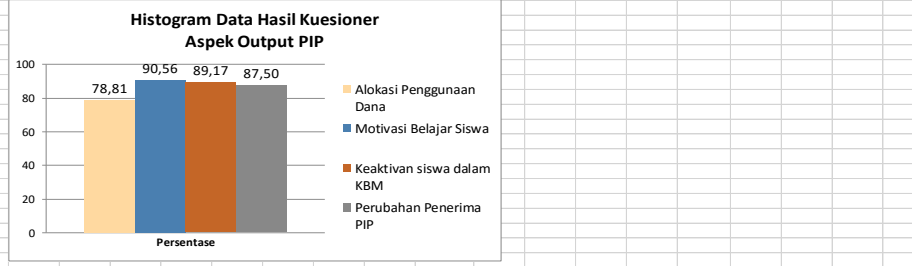 Histogram Data Hasil Kuesioner
Aspek Output PIP
100
80
60
40
20
0
78,81
90,56
89,17
87,50
Persentase
Alokasi Penggunaan
Dana
Motivasi Belajar Siswa
Keaktivan siswa dalam
KBM
Perubahan Penerima
PIP